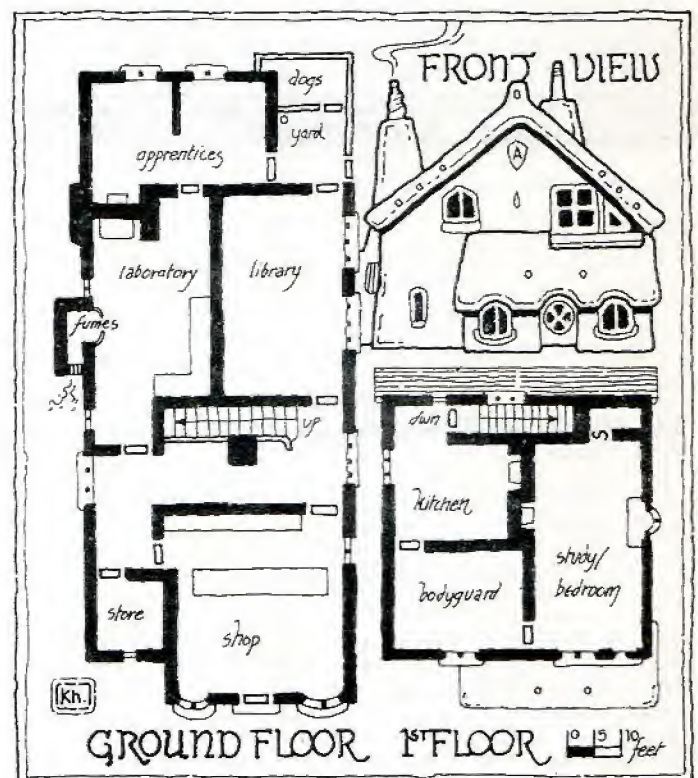 FRONT VIEW
A
dogs
yard
apprentices
laboratory
library
fumes
up
store
shop
dwn
S
kitchen
bodyguard
study/
bedroom
Kh.
GROUND FLOOR
1ST FLOOR
0 5 10
feet